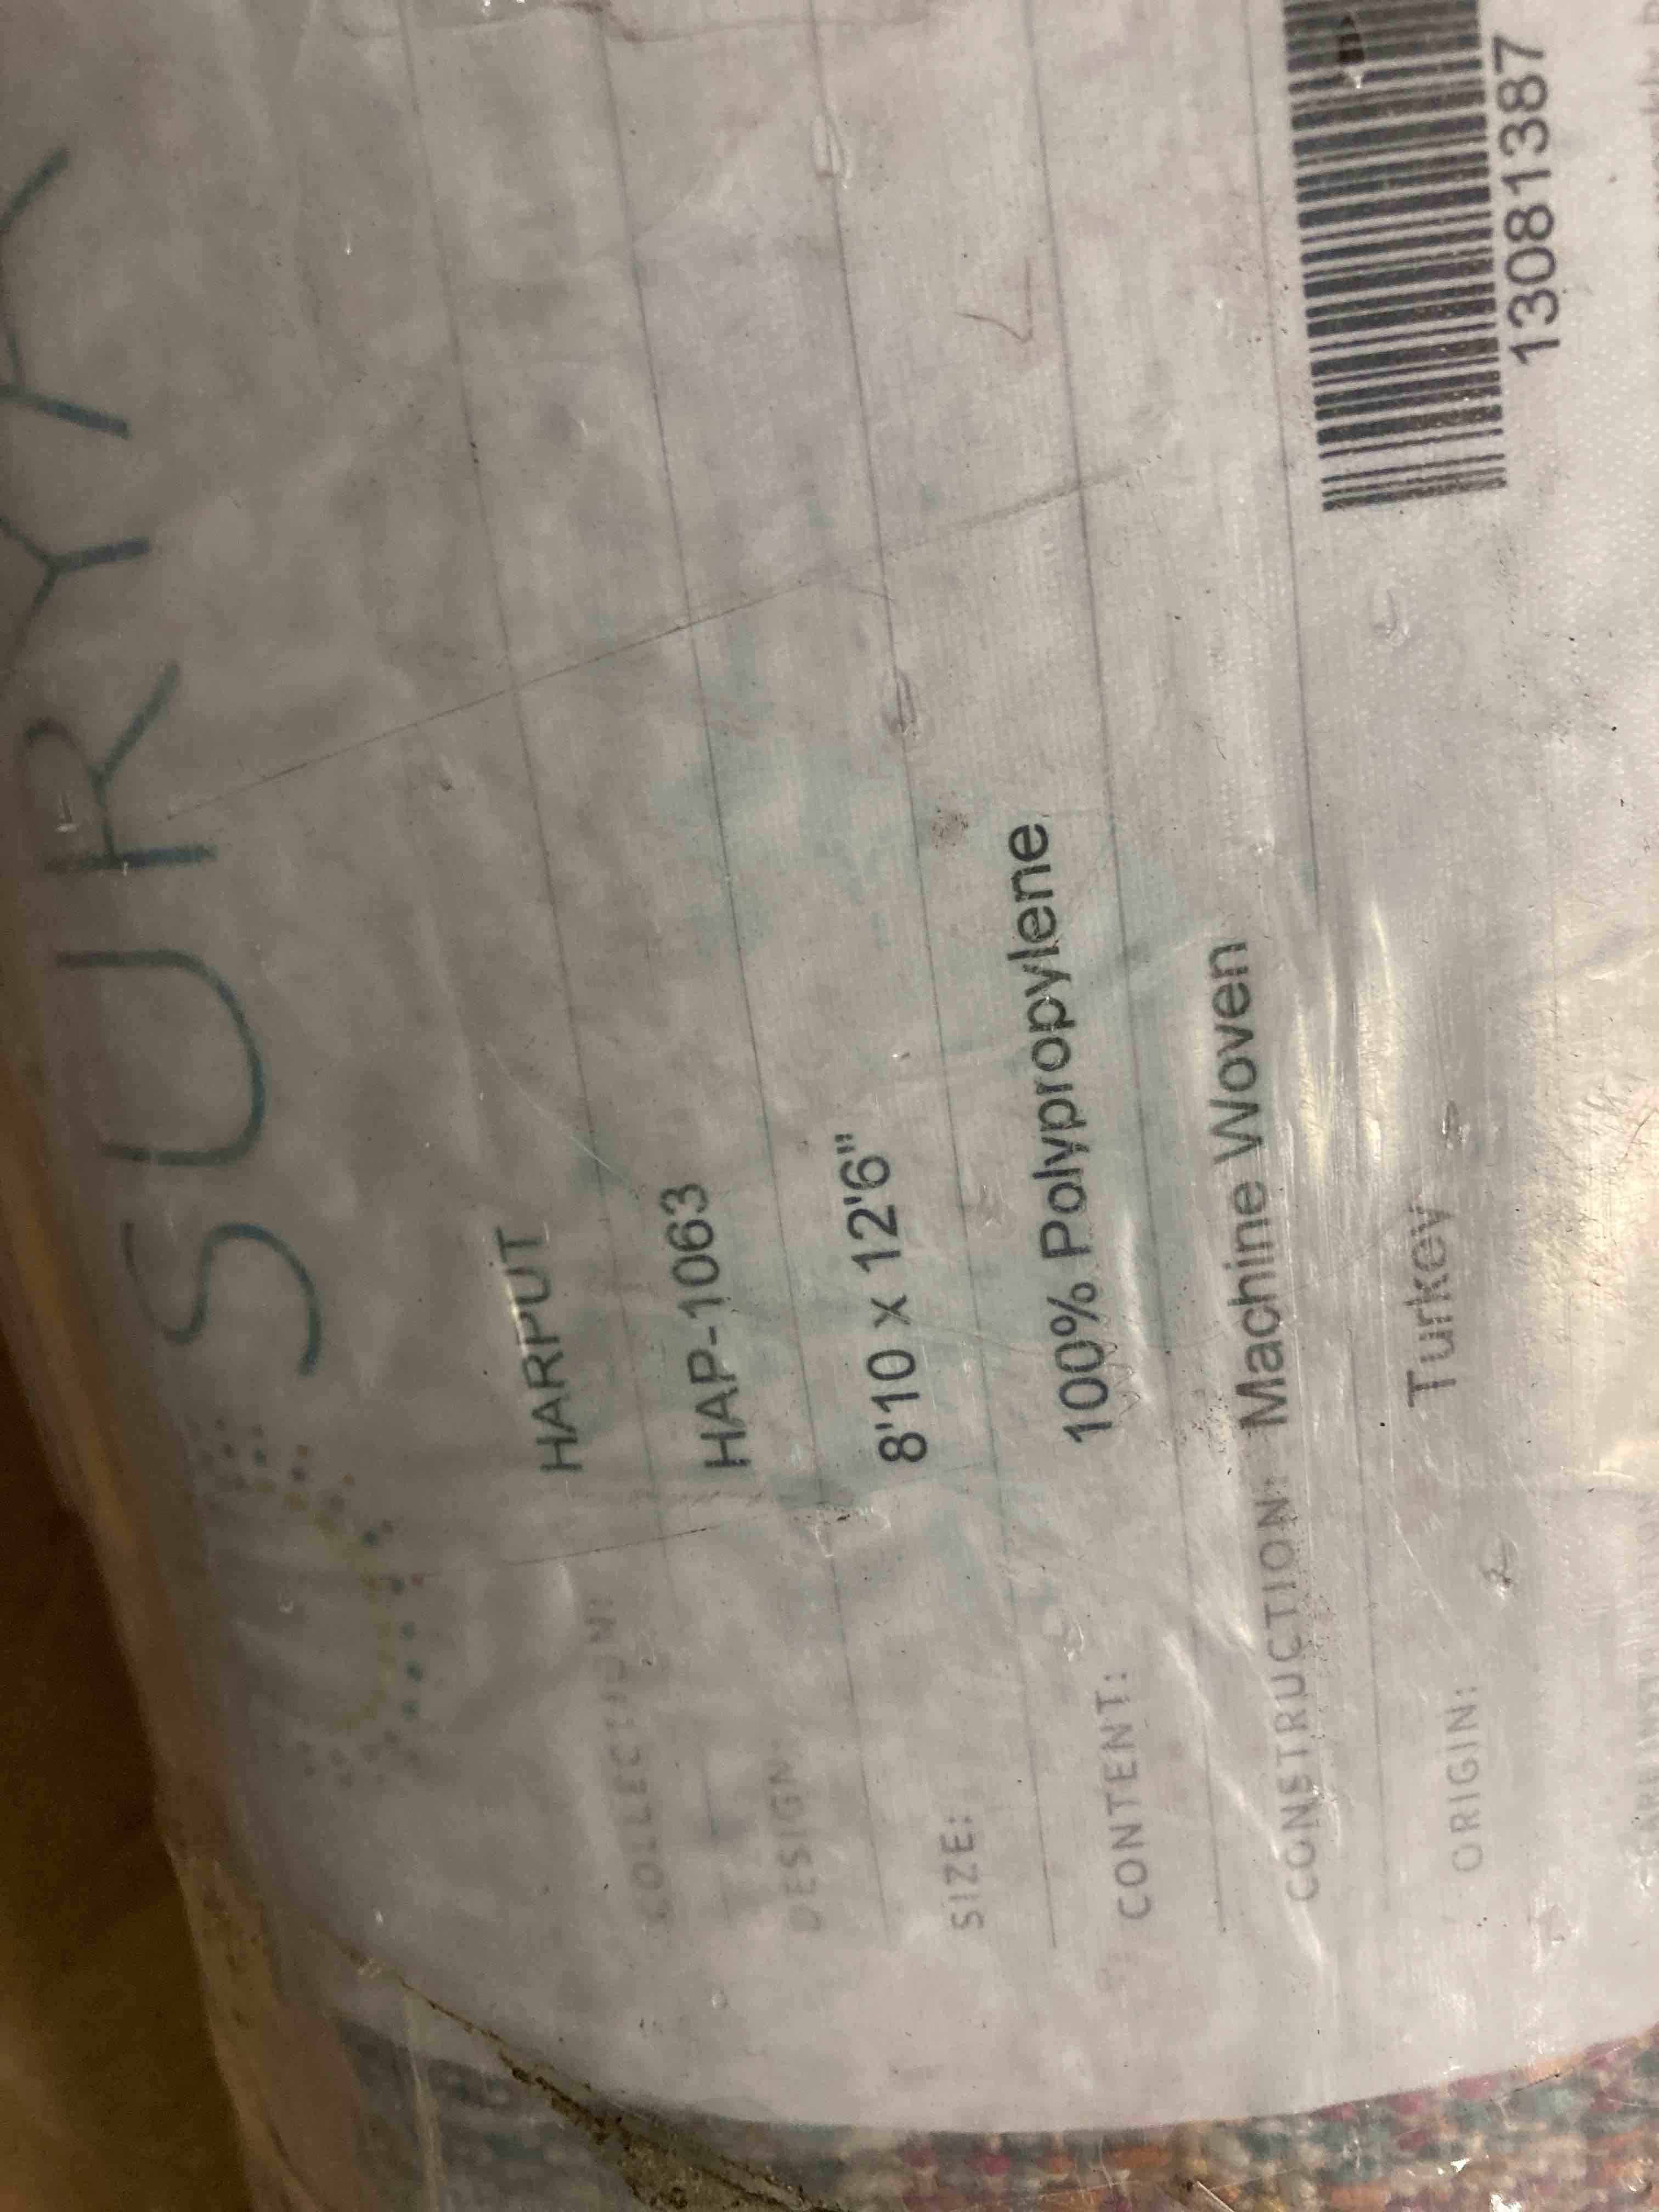 SURYA
COLLECTION: HARPUT
DESIGN: HAP-1063
SIZE: 8'10 x 12'6"
CONTENT: 100% Polypropylene
CONSTRUCTION: Machine Woven
ORIGIN: Turkey
13081387